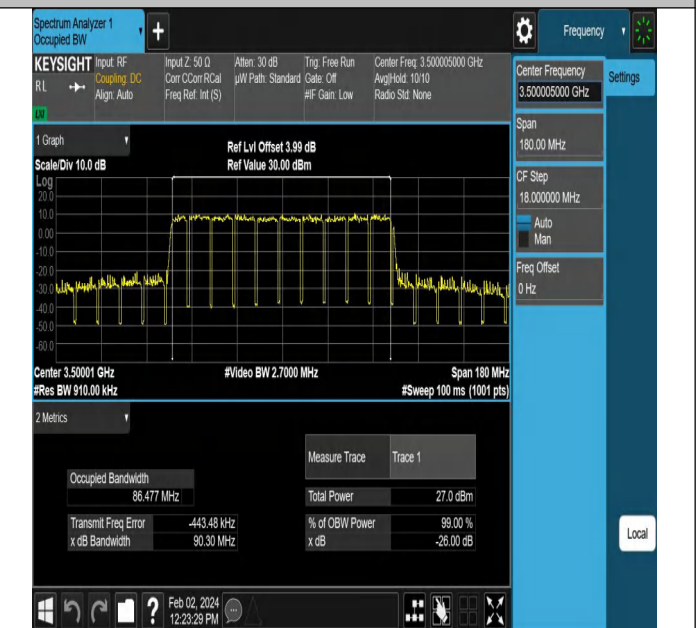 Spectrum Analyzer 1
Occupied BW
Frequency
KEYSIGHT
RL
Input: RF
Coupling: DC
Align: Auto
Input Z: 50 Ω
Corr CCorr RCal
Freq Ref: Int (S)
Atten: 30 dB
µW Path: Standard
Trig: Free Run
Gate: Off
#IF Gain: Low
Center Freq: 3.500005000 GHz
Avg|Hold: 10/10
Radio Std: None
LXI
Center Frequency
3.500005000 GHz
Settings
Span
180.00 MHz
CF Step
18.000000 MHz
Auto
Man
Freq Offset
0 Hz
1 Graph
Scale/Div 10.0 dB
Ref Lvl Offset 3.99 dB
Ref Value 30.00 dBm
Log
20.0
10.0
0.00
-10.0
-20.0
-30.0
-40.0
-50.0
-60.0
Center 3.50001 GHz
#Video BW 2.7000 MHz
Span 180 MHz
#Res BW 910.00 kHz
#Sweep 100 ms (1001 pts)
2 Metrics
Measure Trace
Trace 1
Occupied Bandwidth
86.477 MHz
Total Power
27.0 dBm
Transmit Freq Error
-443.48 kHz
% of OBW Power
99.00 %
x dB Bandwidth
90.30 MHz
x dB
-26.00 dB
Local
?
Feb 02, 2024
12:23:29 PM